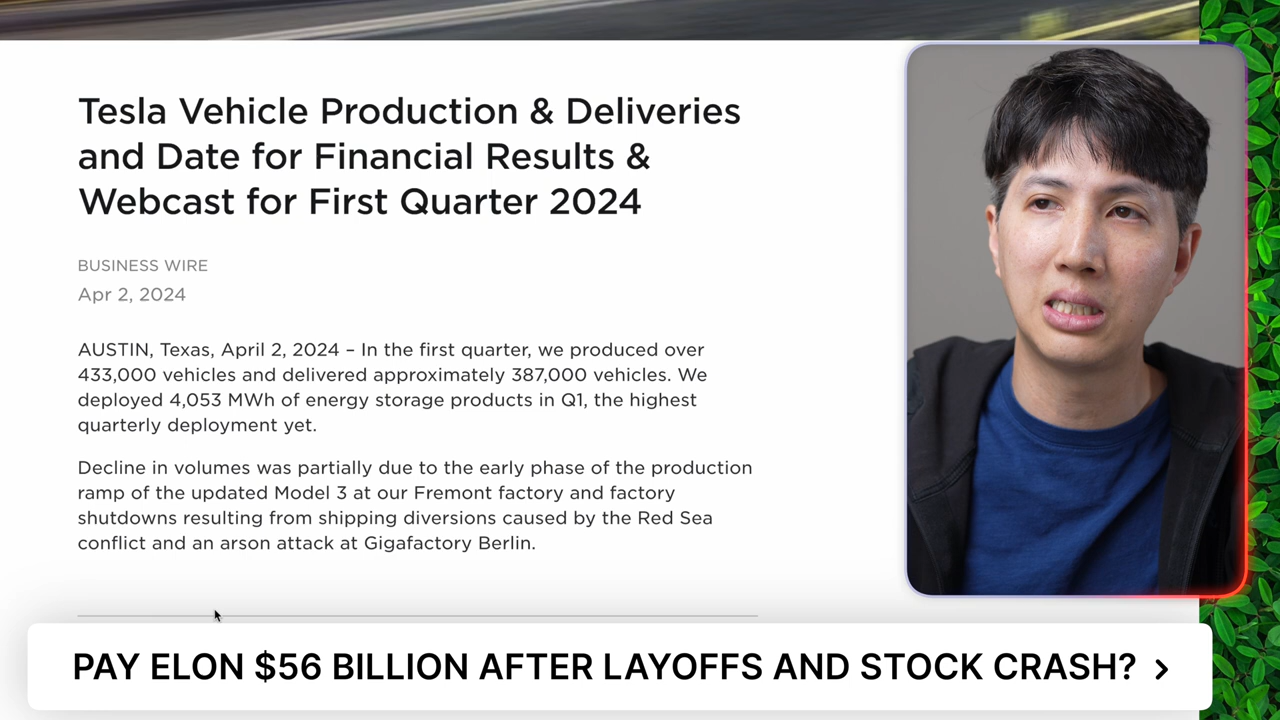 Tesla Vehicle Production & Deliveries
and Date for Financial Results &
Webcast for First Quarter 2024
BUSINESS WIRE
Apr 2, 2024
AUSTIN, Texas, April 2, 2024 – In the first quarter, we produced over
433,000 vehicles and delivered approximately 387,000 vehicles. We
deployed 4,053 MWh of energy storage products in Q1, the highest
quarterly deployment yet.
Decline in volumes was partially due to the early phase of the production
ramp of the updated Model 3 at our Fremont factory and factory
shutdowns resulting from shipping diversions caused by the Red Sea
conflict and an arson attack at Gigafactory Berlin.
PAY ELON $56 BILLION AFTER LAYOFFS AND STOCK CRASH?